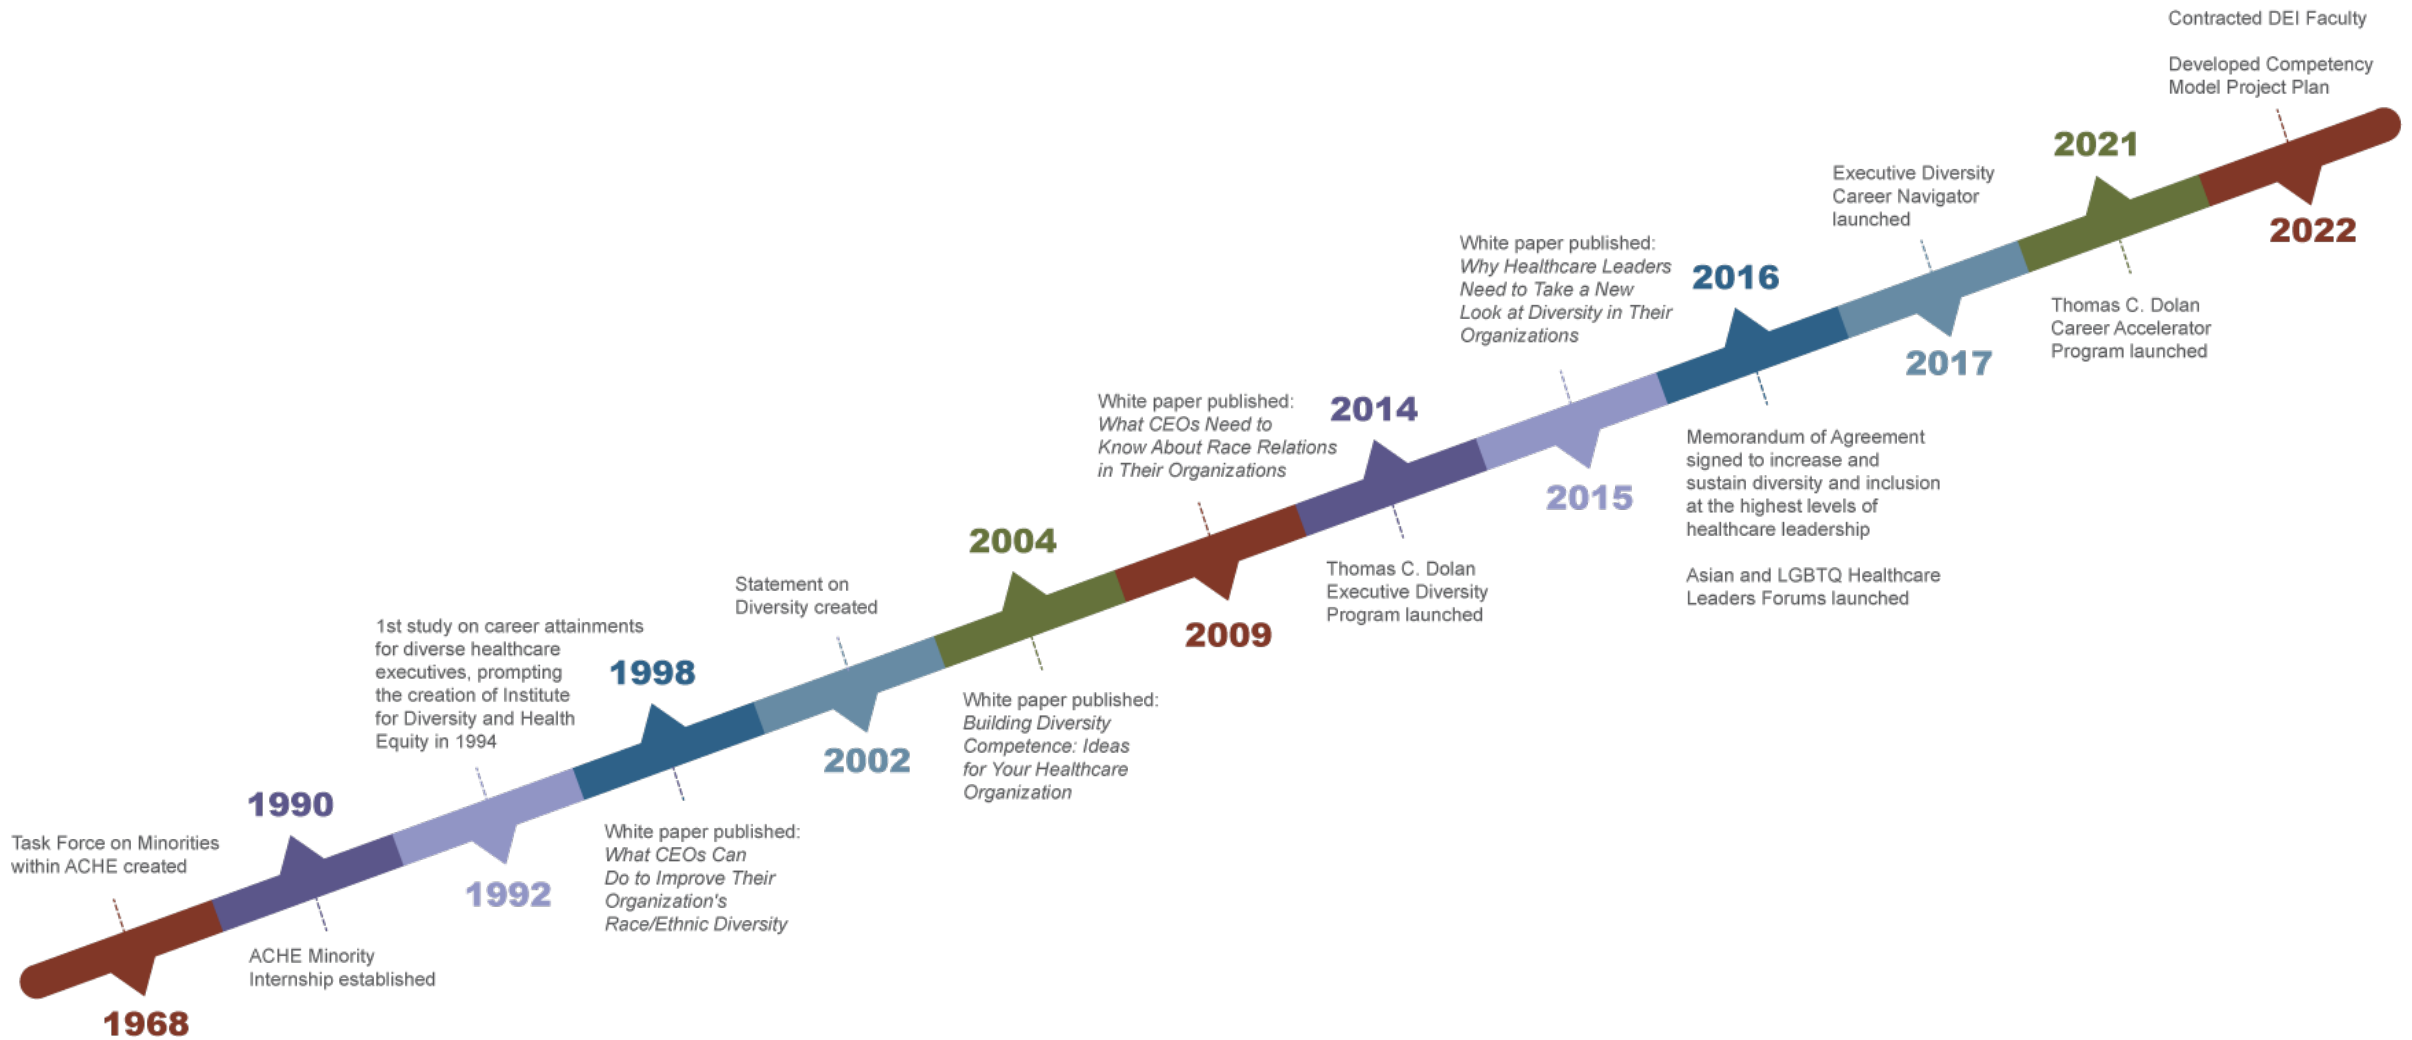 Task Force on Minorities
within ACHE created
1968
1990
ACHE Minority
Internship established
1st study on career attainments
for diverse healthcare
executives, prompting
the creation of Institute
for Diversity and Health
Equity in 1994
1992
1998
White paper published:
What CEOs Can
Do to Improve Their
Organization's
Race/Ethnic Diversity
Statement on
Diversity created
2002
2004
White paper published:
Building Diversity
Competence: Ideas
for Your Healthcare
Organization
White paper published:
What CEOs Need to
Know About Race Relations
in Their Organizations
2009
2014
Thomas C. Dolan
Executive Diversity
Program launched
White paper published:
Why Healthcare Leaders
Need to Take a New
Look at Diversity in Their
Organizations
2015
2016
Memorandum of Agreement
signed to increase and
sustain diversity and inclusion
at the highest levels of
healthcare leadership
Asian and LGBTQ Healthcare
Leaders Forums launched
Executive Diversity
Career Navigator
launched
2017
2021
Thomas C. Dolan
Career Accelerator
Program launched
Contracted DEI Faculty
Developed Competency
Model Project Plan
2022